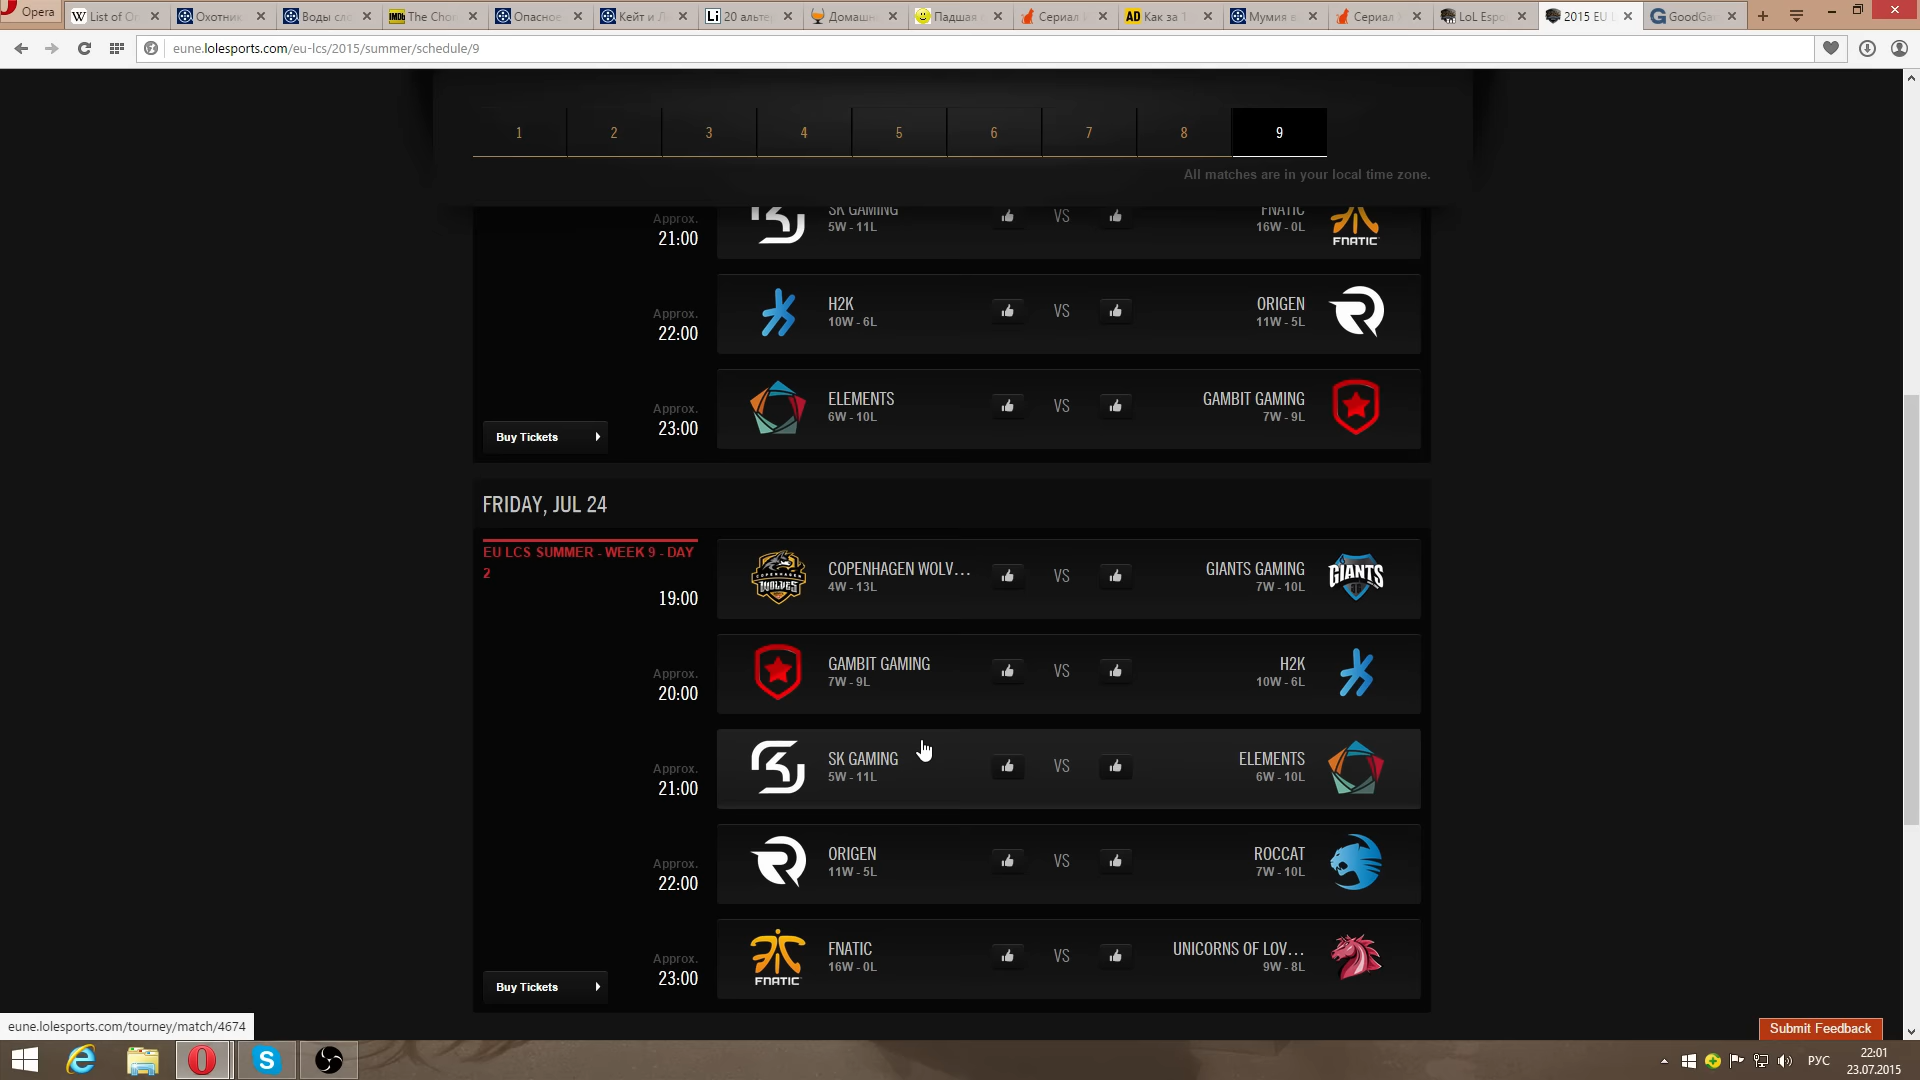 Opera
List of Or
Охотник
Воды сл
IMDb The Cho
Опасное
Кейт и Л
Li 20 альте
Домашн
Падшая
Сериал
AD Как за 1
Мумия в
Сериал
LoL Espo
2015 EU L
GoodGa
eune.lolesports.com/eu-lcs/2015/summer/schedule/9
1 2 3 4 5 6 7 8 9
All matches are in your local time zone.
Approx.
21:00
SK GAMING
5W - 11L
VS
FNATIC
16W - 0L
FNATIC
Approx.
22:00
H2K
10W - 6L
VS
ORIGEN
11W - 5L
Approx.
23:00
ELEMENTS
6W - 10L
VS
GAMBIT GAMING
7W - 9L
Buy Tickets
FRIDAY, JUL 24
EU LCS SUMMER - WEEK 9 - DAY
2
19:00
COPENHAGEN
WOLVES
COPENHAGEN WOLV...
4W - 13L
VS
GIANTS GAMING
7W - 10L
GIANTS
Approx.
20:00
GAMBIT GAMING
7W - 9L
VS
H2K
10W - 6L
Approx.
21:00
SK GAMING
5W - 11L
VS
ELEMENTS
6W - 10L
Approx.
22:00
ORIGEN
11W - 5L
VS
ROCCAT
7W - 10L
Approx.
23:00
FNATIC
FNATIC
16W - 0L
VS
UNICORNS OF LOV...
9W - 8L
Buy Tickets
eune.lolesports.com/tourney/match/4674
Submit Feedback
РУС
22:01
23.07.2015